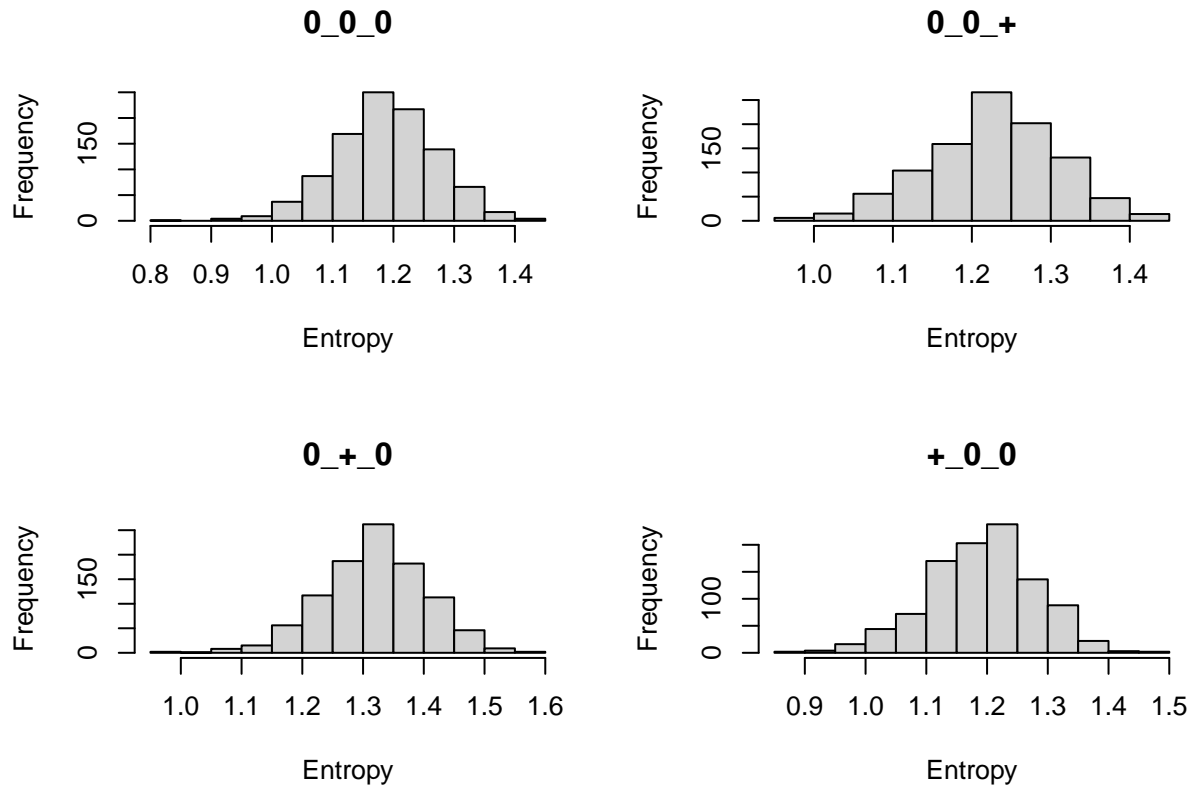 0_0_0
Frequency
0 150
0.8 0.9 1.0 1.1 1.2 1.3 1.4
Entropy
0_0_+
Frequency
0 150
1.0 1.1 1.2 1.3 1.4
Entropy
0_+_0
Frequency
0 150
1.0 1.1 1.2 1.3 1.4 1.5 1.6
Entropy
+_0_0
Frequency
0 100
0.9 1.0 1.1 1.2 1.3 1.4 1.5
Entropy